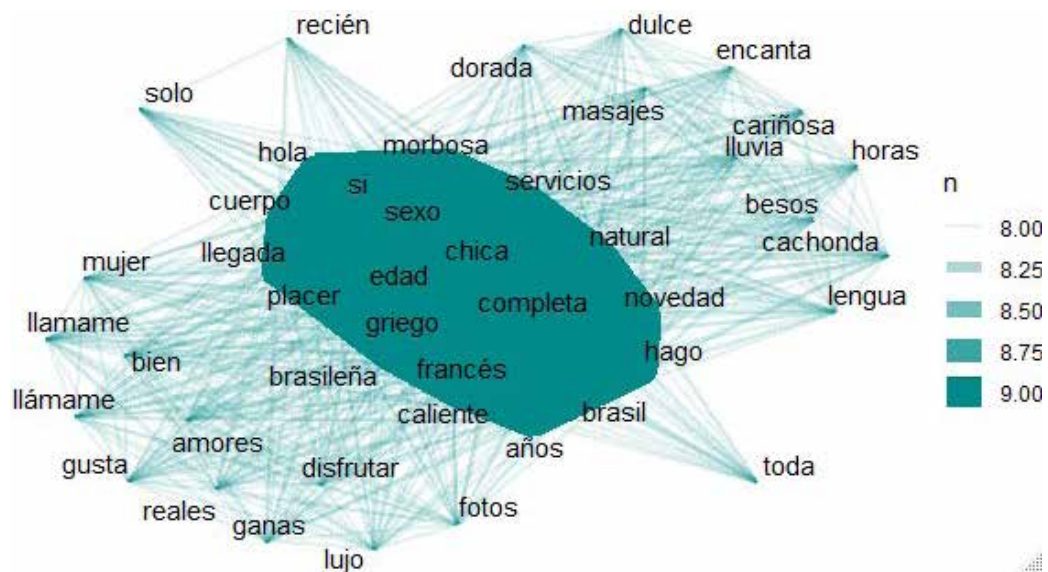 recién
dulce
encanta
dorada
solo
masajes
cariñosa
hola
morbosa
lluvia
horas
si
servicios
n
cuerpo
sexo
besos
8.00
llegada
chica
natural
cachonda
mujer
edad
8.25
placer
completa
novedad
lengua
llamame
griego
8.50
bien
brasileña
francés
hago
8.75
llámame
caliente
brasil
9.00
amores
años
gusta
disfrutar
toda
reales
ganas
fotos
lujo